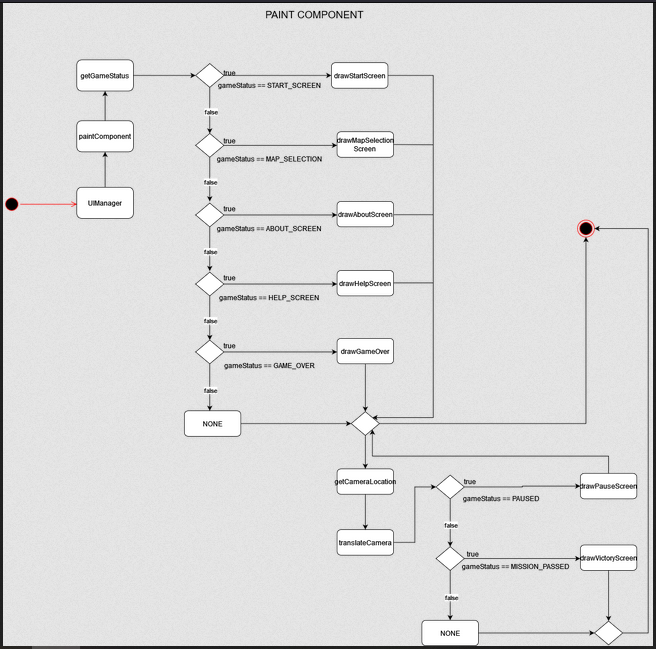 PAINT COMPONENT
getGameStatus
true
gameStatus == START_SCREEN
drawStartScreen
false
paintComponent
true
gameStatus == MAP_SELECTION
drawMapSelection
Screen
false
UIManager
true
gameStatus == ABOUT_SCREEN
drawAboutScreen
false
true
gameStatus == HELP_SCREEN
drawHelpScreen
false
true
gameStatus == GAME_OVER
drawGameOver
false
NONE
getCameraLocation
true
gameStatus == PAUSED
drawPauseScreen
false
translateCamera
true
gameStatus == MISSION_PASSED
drawVictoryScreen
false
NONE